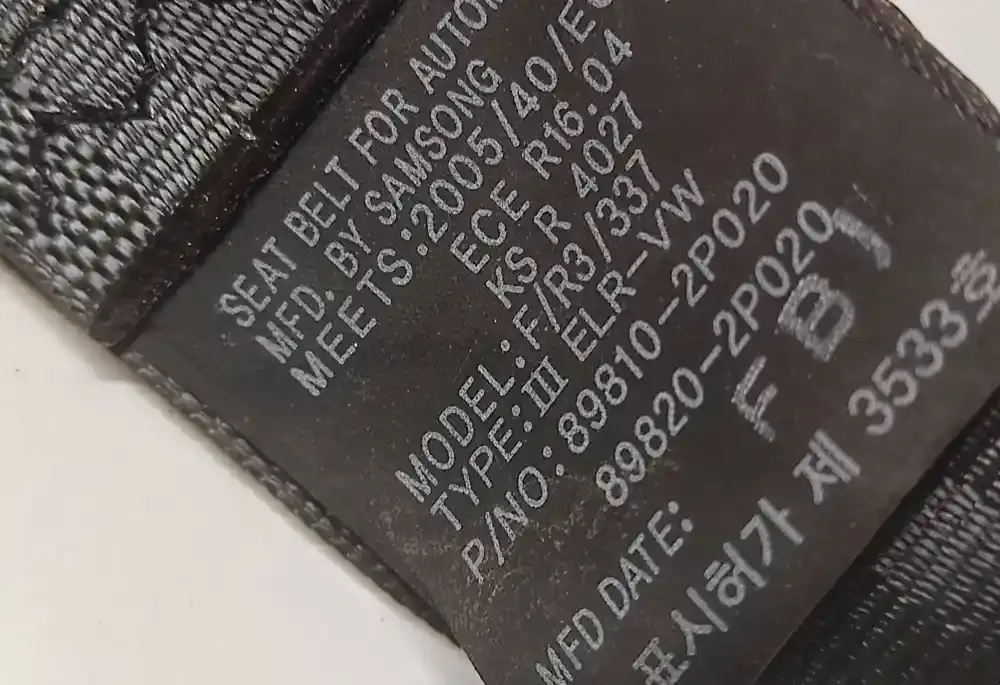 SEAT BELT FOR
MFD. BY SAMSONG
MEETS:2005/40/
ECE R16.04
KS R 4027
MODEL:F/R3/337
TYPE:III ELR-VW
P/NO:89810-2P020
89820-2P020
F B J
MFD DATE:
표시허가 제 3533호